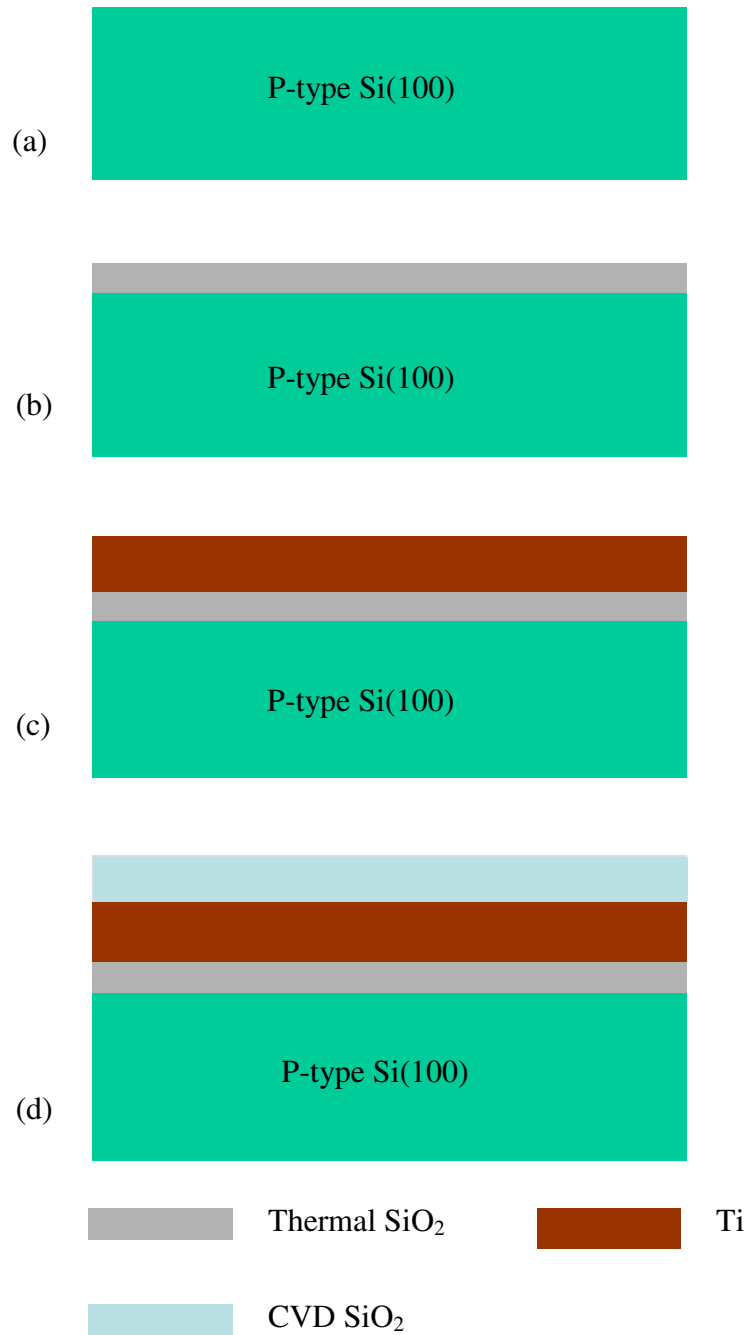 P-type Si(100)
(a)
P-type Si(100)
(b)
P-type Si(100)
(c)
P-type Si(100)
(d)
Thermal SiO₂
Ti
CVD SiO₂